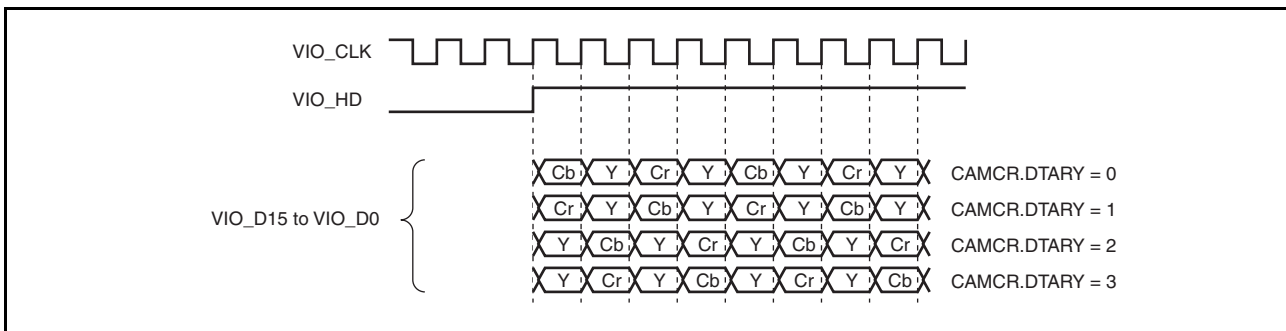 VIO_CLK
VIO_HD
VIO_D15 to VIO_D0
Cb Y Cr Y Cb Y Cr Y CAMCR.DTARY = 0
Cr Y Cb Y Cr Y Cb Y CAMCR.DTARY = 1
Y Cb Y Cr Y Cb Y Cr CAMCR.DTARY = 2
Y Cr Y Cb Y Cr Y Cb CAMCR.DTARY = 3